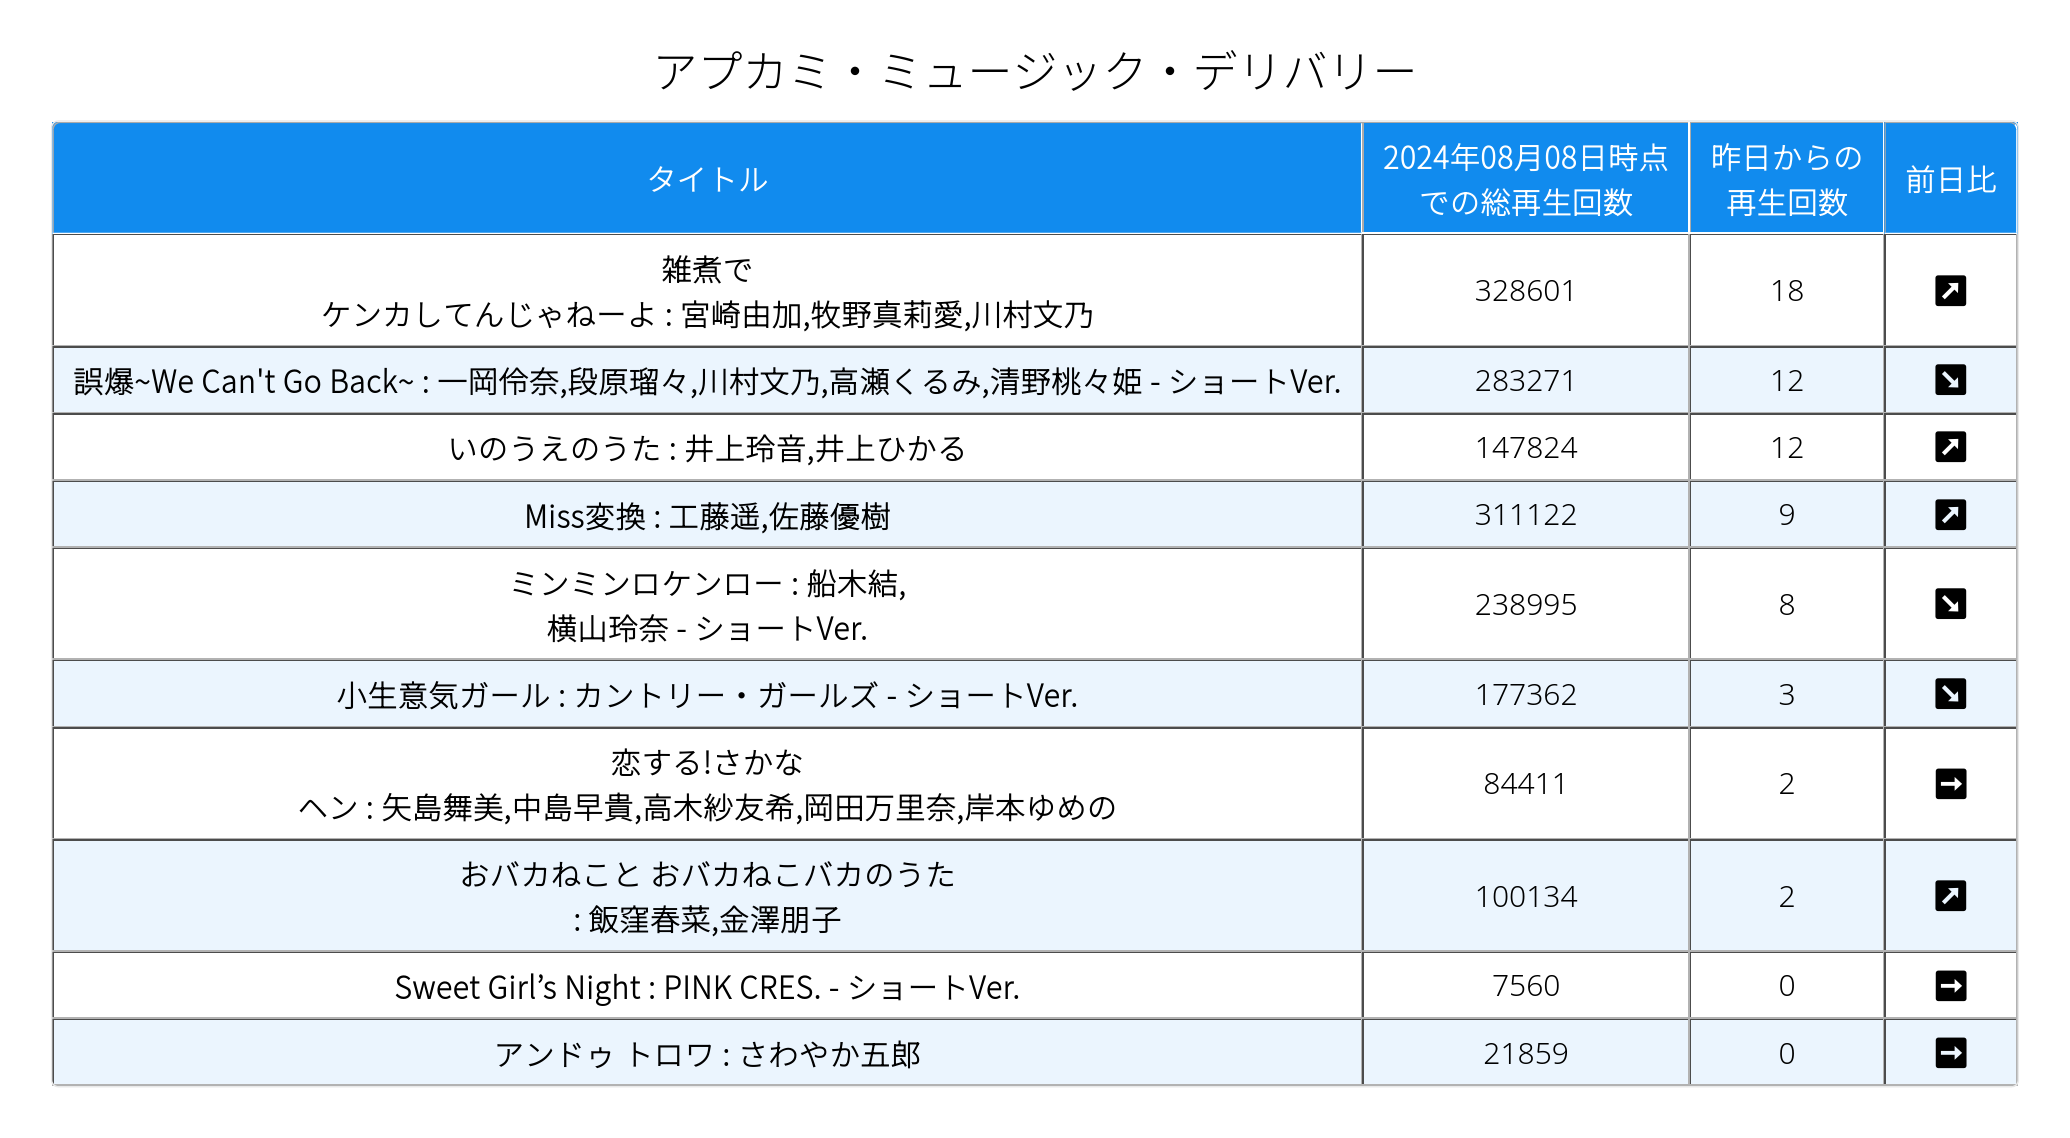 アプカミ・ミュージック・デリバリー
タイトル
2024年08月08日時点
での総再生回数
昨日からの
再生回数
前日比
雑煮で
ケンカしてんじゃねーよ : 宮崎由加,牧野真莉愛,川村文乃
328601
18
誤爆~We Can't Go Back~ : 一岡伶奈,段原瑠々,川村文乃,高瀬くるみ,清野桃々姫 - ショートVer.
283271
12
いのうえのうた : 井上玲音,井上ひかる
147824
12
Miss変換 : 工藤遥,佐藤優樹
311122
9
ミンミンロケンロー : 船木結,
横山玲奈 - ショートVer.
238995
8
小生意気ガール : カントリー・ガールズ - ショートVer.
177362
3
恋する!さかな
ヘン : 矢島舞美,中島早貴,高木紗友希,岡田万里奈,岸本ゆめの
84411
2
おバカねこと おバカねこバカのうた
: 飯窪春菜,金澤朋子
100134
2
Sweet Girl’s Night : PINK CRES. - ショートVer.
7560
0
アンドゥ トロワ : さわやか五郎
21859
0